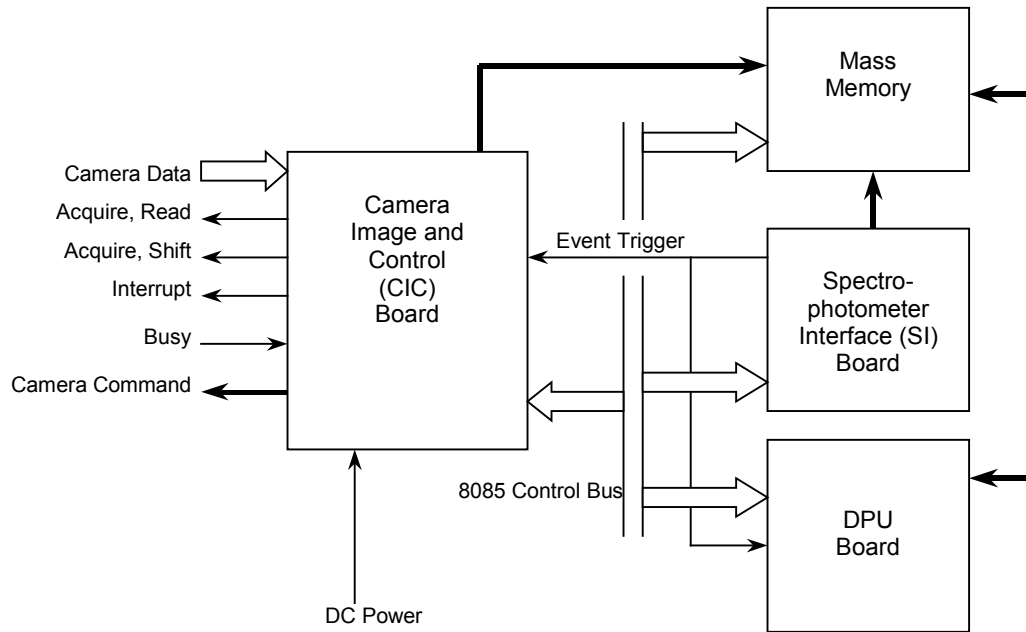 Mass
Memory
Camera Data
Acquire, Read
Acquire, Shift
Interrupt
Busy
Camera Command
Camera
Image and
Control
(CIC)
Board
Event Trigger
Spectro-
photometer
Interface (SI)
Board
8085 Control Bus
DPU
Board
DC Power